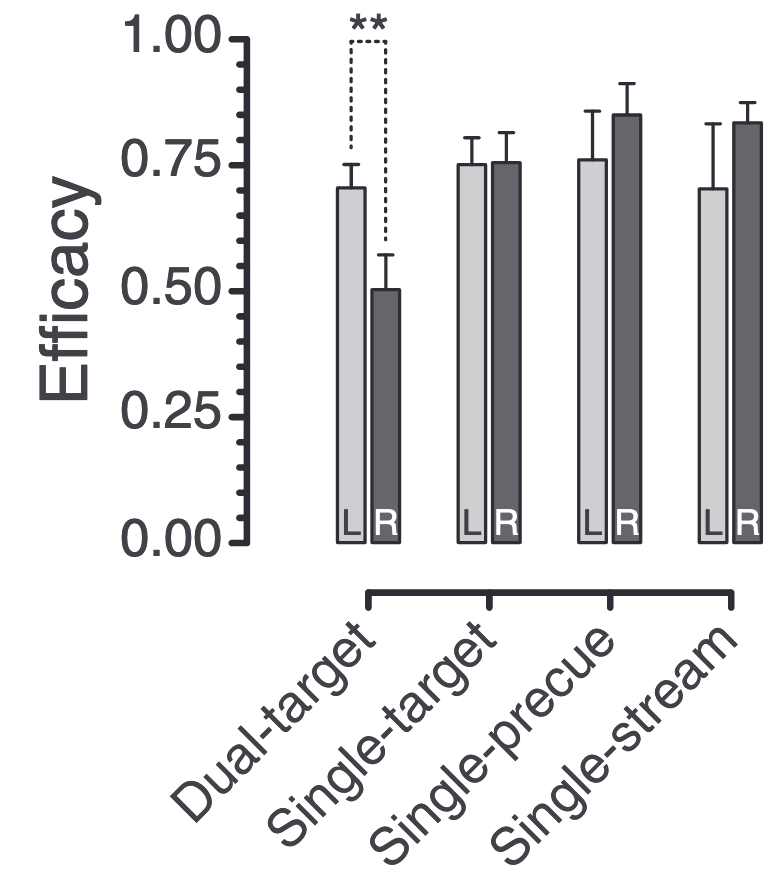 **
1.00
0.75
0.50
0.25
0.00
Efficacy
L R L R L R L R
Dual-target
Single-target
Single-precue
Single-stream